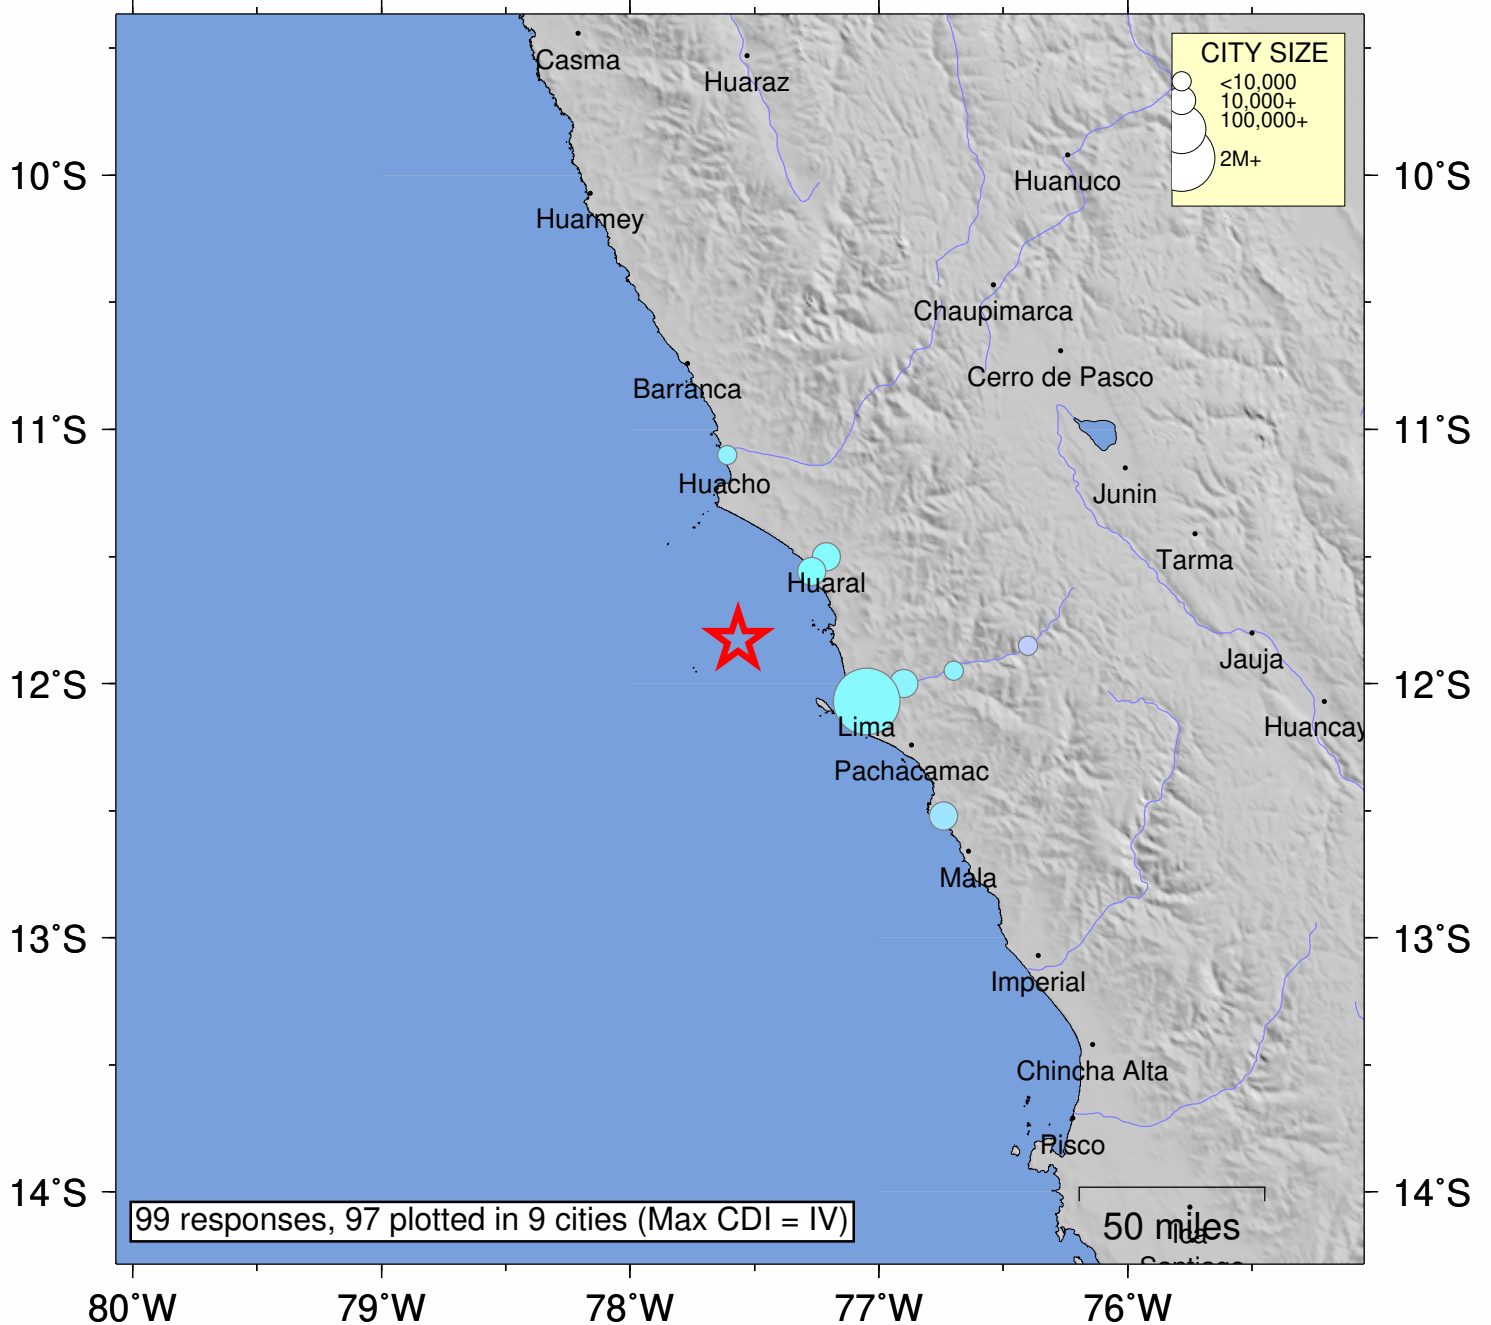 CITY SIZE
<10,000
10,000+
100,000+
2M+
Casma
Huaraz
Huanuco
10˚S
10˚S
Huarmey
Chaupimarca
Cerro de Pasco
Barranca
11˚S
11˚S
Huacho
Junin
Tarma
Huaral
Jauja
12˚S
12˚S
Lima
Huancay
Pachacamac
Mala
13˚S
13˚S
Imperial
Chincha Alta
Pisco
14˚S
14˚S
99 responses, 97 plotted in 9 cities (Max CDI = IV)
50 miles
Ica
Santiago
80˚W
79˚W
78˚W
77˚W
76˚W